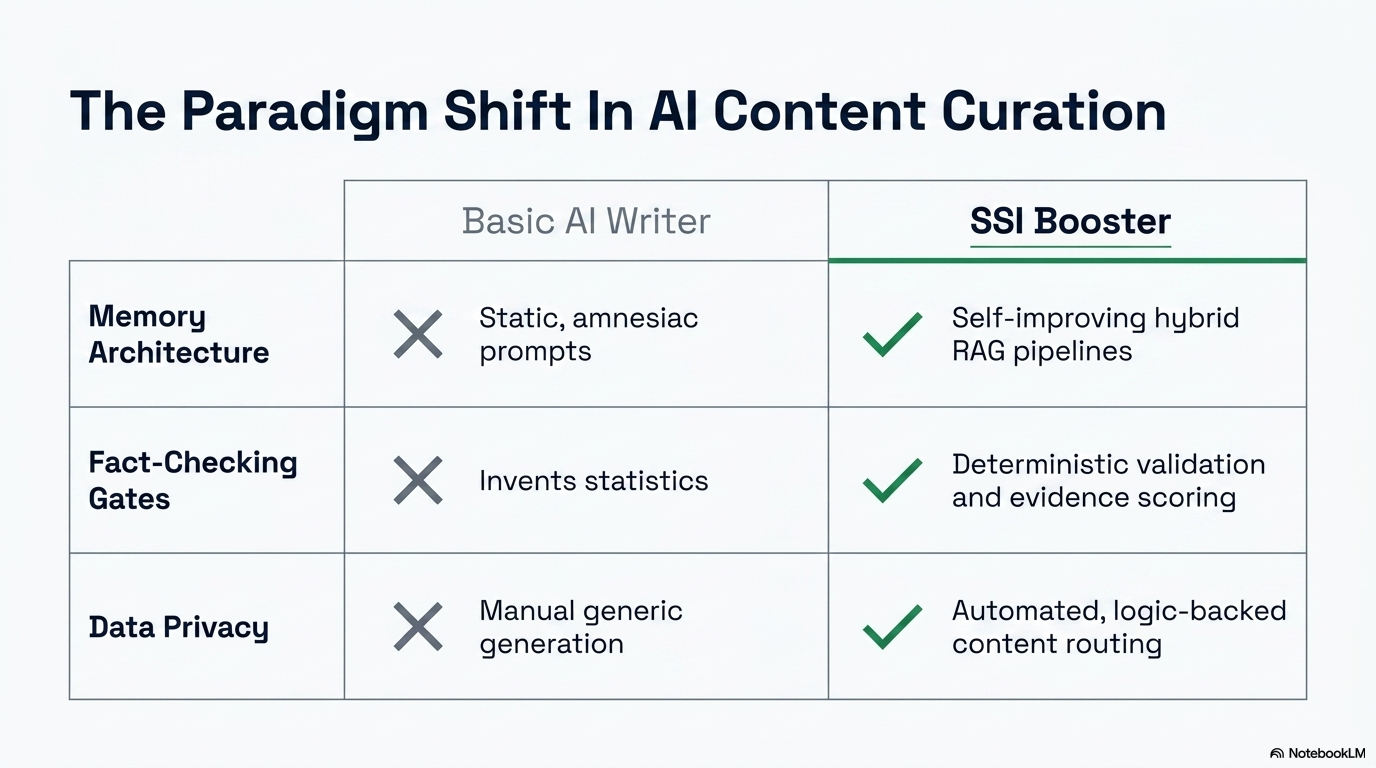 The Paradigm Shift In AI Content Curation
Basic AI Writer
SSI Booster
Memory
Architecture
Static, amnesiac
prompts
Self-improving hybrid
RAG pipelines
Fact-Checking
Gates
Invents statistics
Deterministic validation
and evidence scoring
Data Privacy
Manual generic
generation
Automated, logic-backed
content routing
NotebookLM